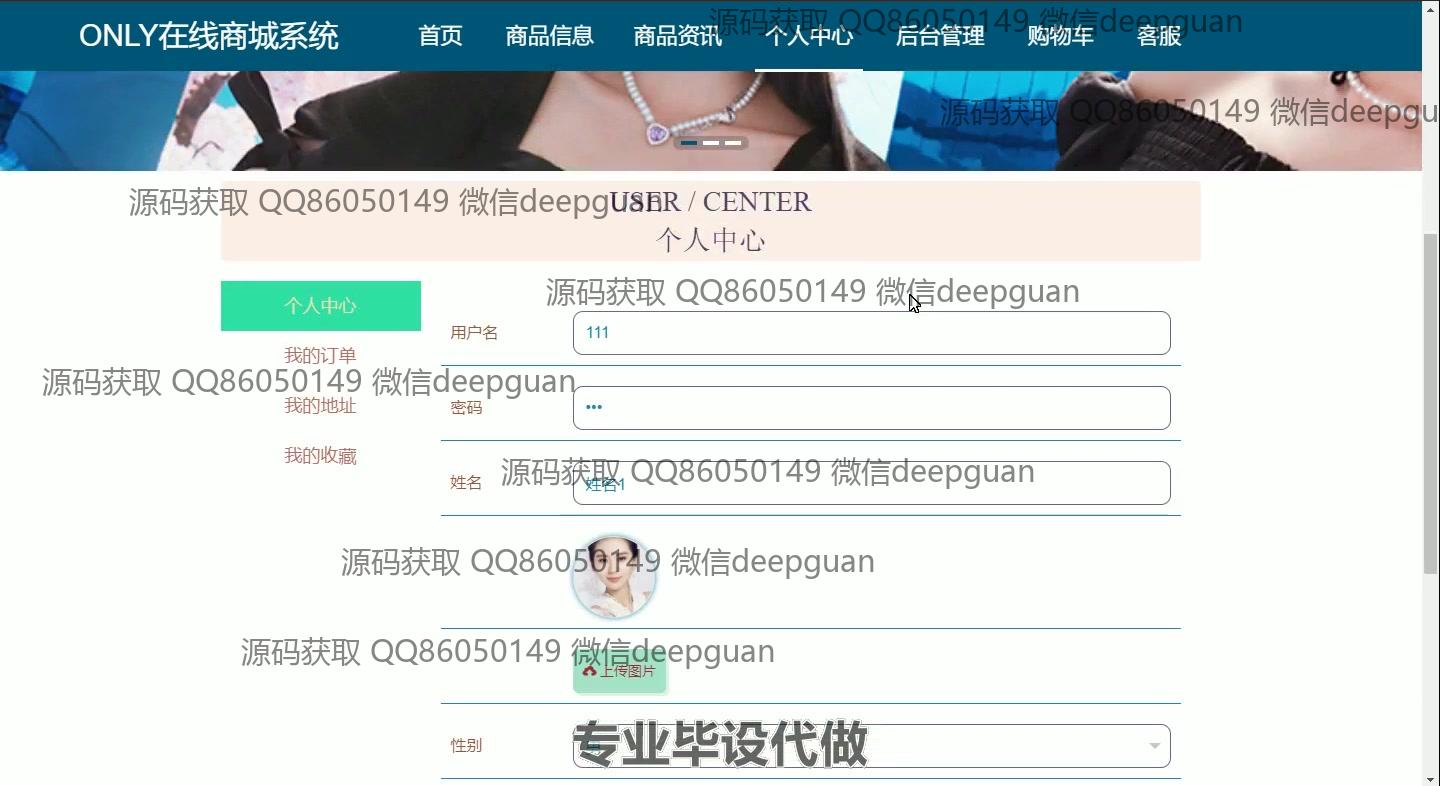 ONLY在线商城系统 首页 商品信息 商品资讯 个人中心 后台管理 购物车 客服
源码获取 QQ86050149 微信deepguan
源码获取 QQ86050149 微信deepgu
源码获取 QQ86050149 微信deepguan
USER / CENTER
个人中心
个人中心
源码获取 QQ86050149 微信deepguan
用户名 111
我的订单
源码获取 QQ86050149 微信deepguan
我的地址
密码 •••
我的收藏
源码获取 QQ86050149 微信deepguan
姓名 姓名1
源码获取 QQ86050149 微信deepguan
源码获取 QQ86050149 微信deepguan
上传图片
性别
专业毕设代做